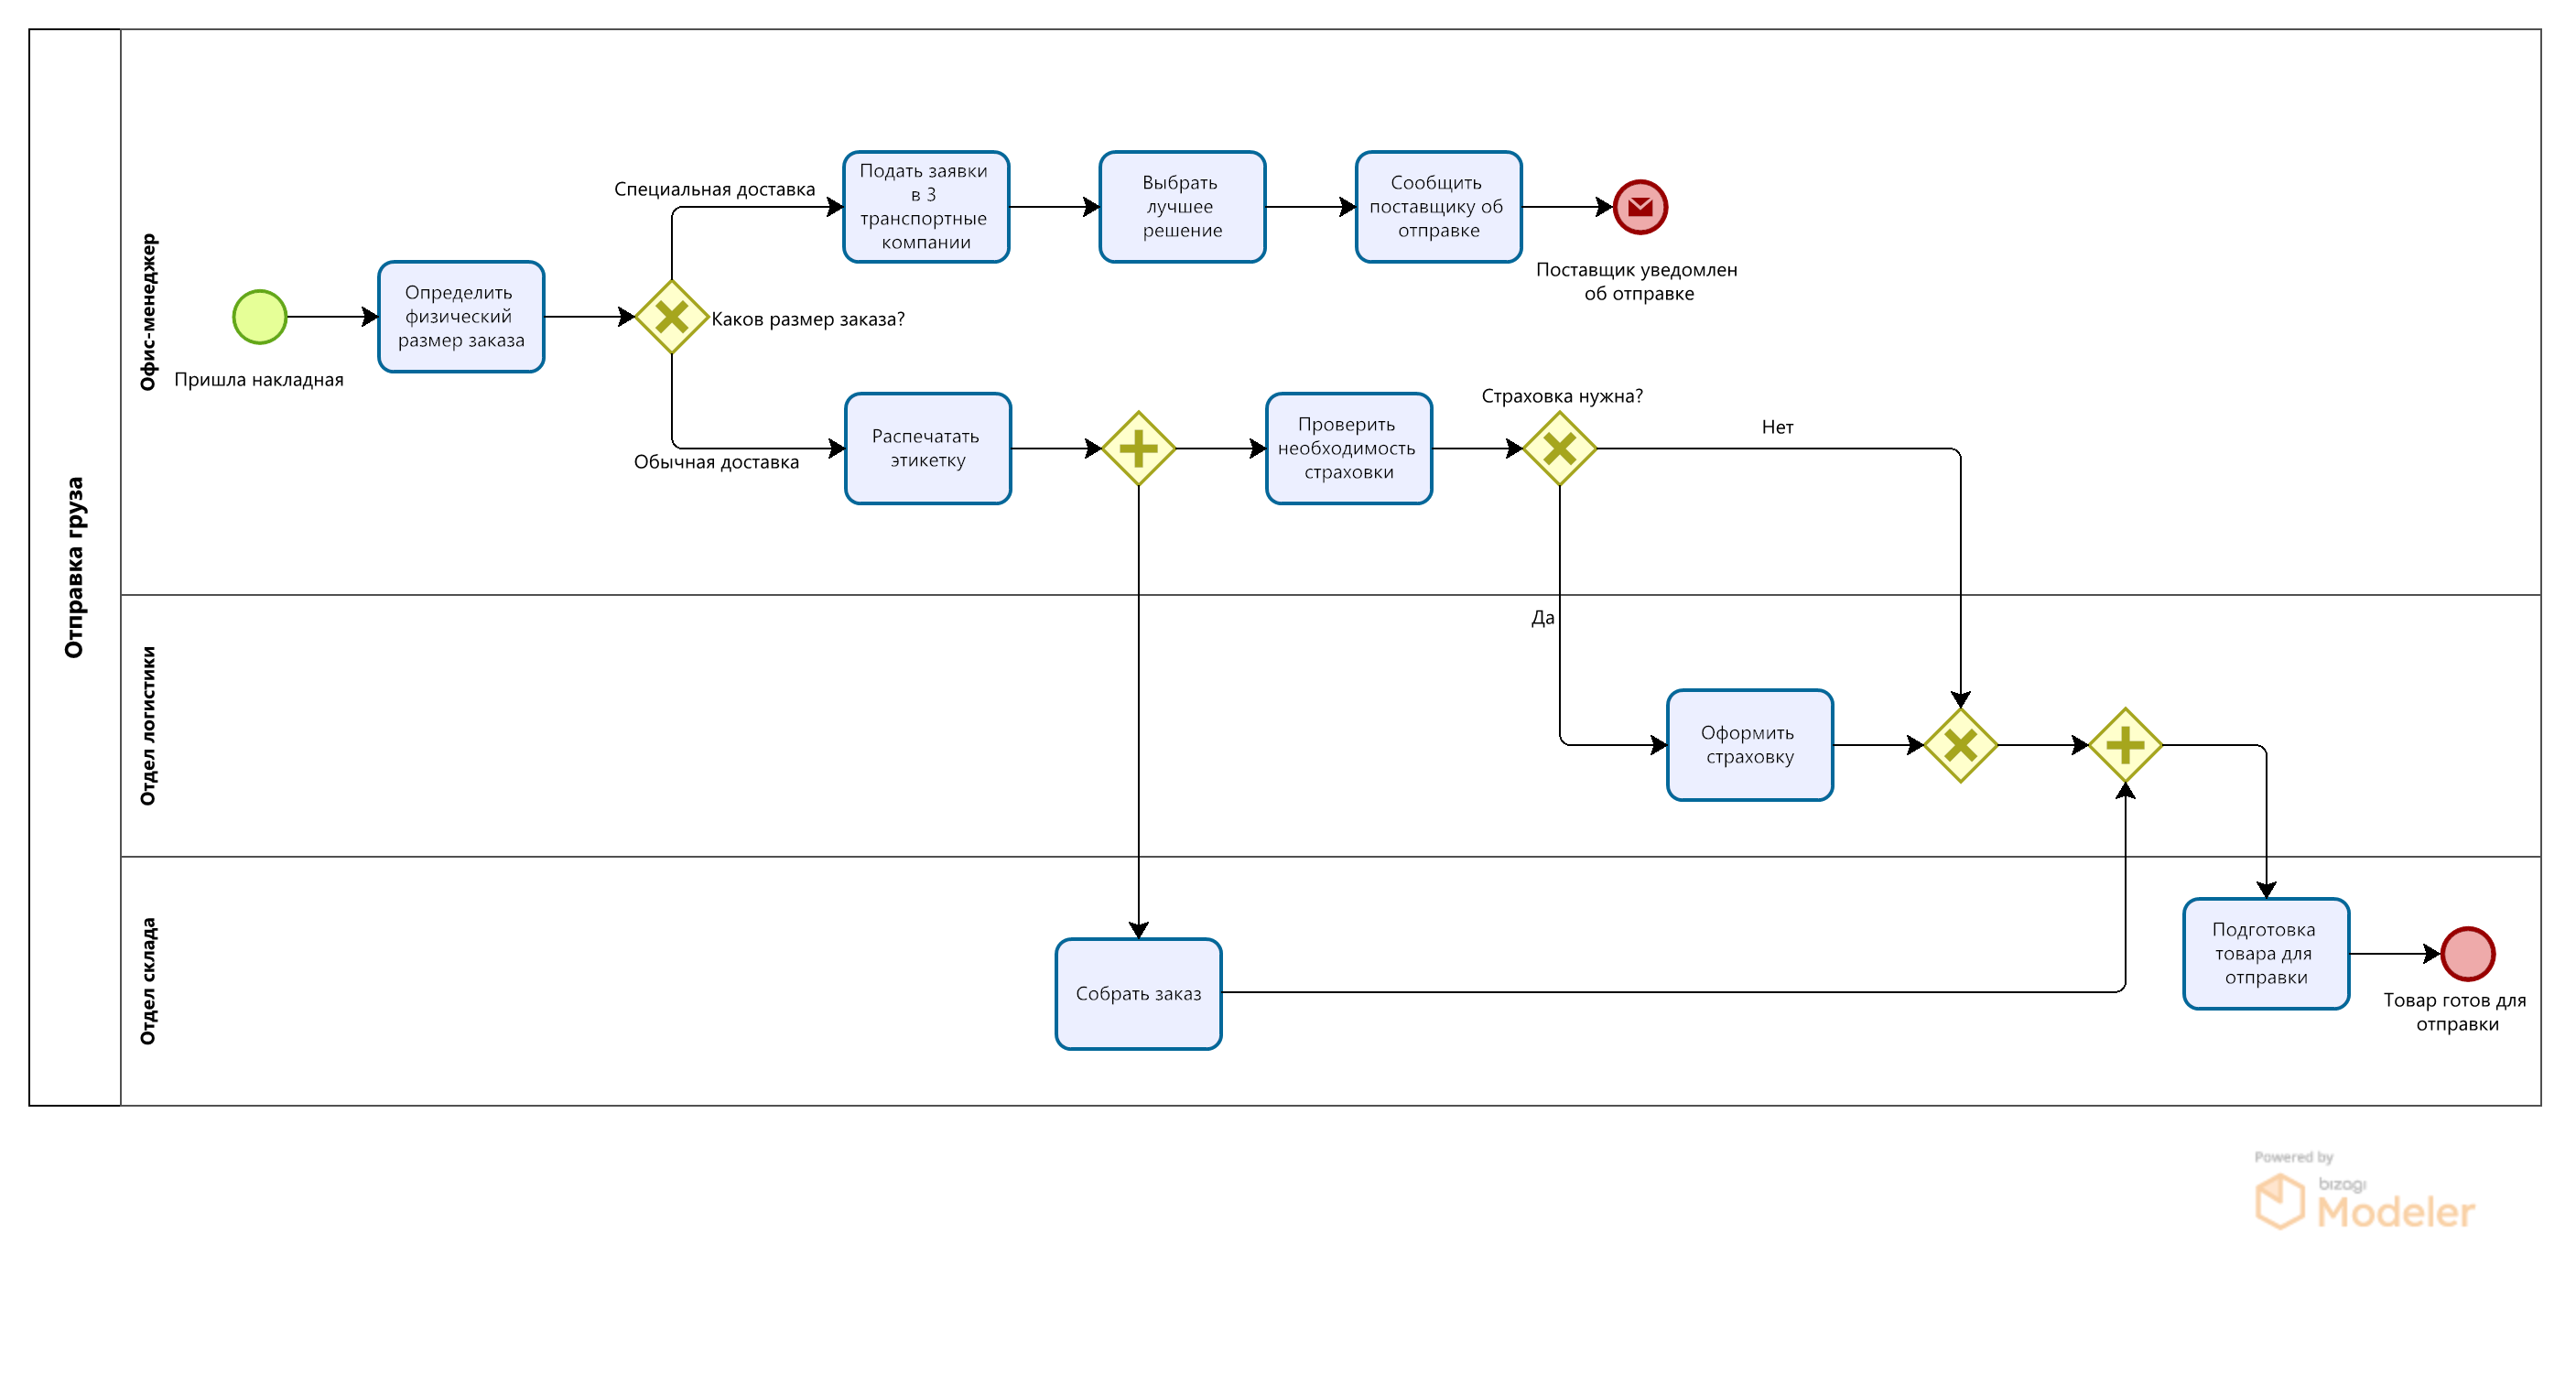 Отправка груза
Офис-менеджер
Пришла накладная
Определить
физический
размер заказа
Каков размер заказа?
Специальная доставка
Подать заявки
в 3
транспортные
компании
Выбрать
лучшее
решение
Сообщить
поставщику об
отправке
Поставщик уведомлен
об отправке
Обычная доставка
Распечатать
этикетку
Проверить
необходимость
страховки
Страховка нужна?
Нет
Да
Отдел логистики
Оформить
страховку
Отдел склада
Собрать заказ
Подготовка
товара для
отправки
Товар готов для
отправки
Powered by
bizagi
Modeler